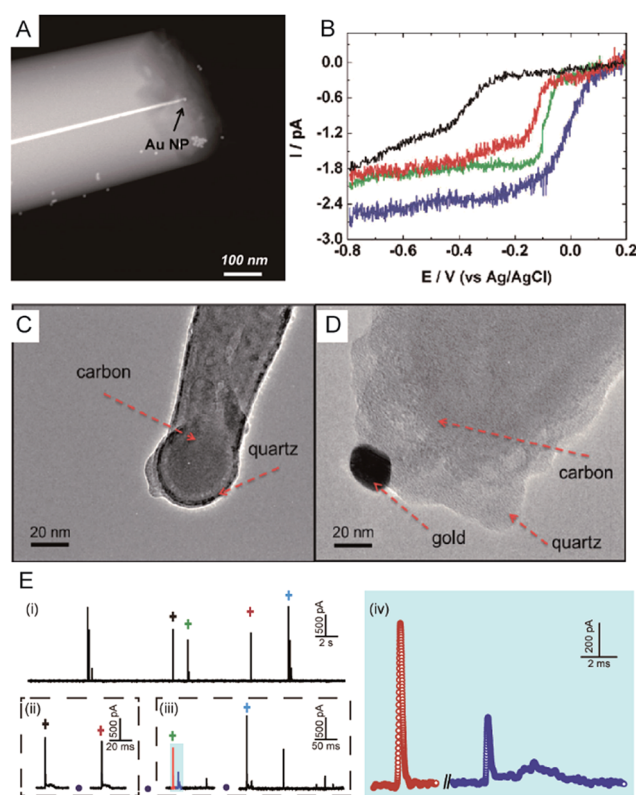 A
Au NP
100 nm
B
0.0
-0.6
-1.2
-1.8
-2.4
-3.0
I / pA
-0.8 -0.6 -0.4 -0.2 0.0 0.2
E / V (vs Ag/AgCl)
C
carbon
quartz
20 nm
D
carbon
gold
quartz
20 nm
E
(i)
500 pA
2 s
(ii)
500 pA
20 ms
(iii)
500 pA
50 ms
(iv)
200 pA
2 ms